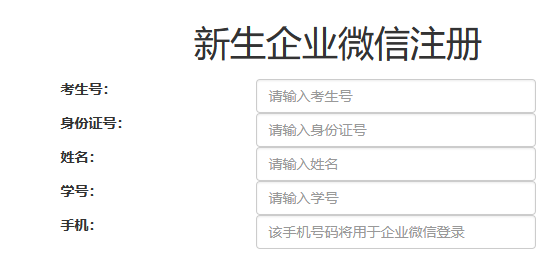 新生企业微信注册
考生号： 请输入考生号
身份证号： 请输入身份证号
姓名： 请输入姓名
学号： 请输入学号
手机： 该手机号码将用于企业微信登录